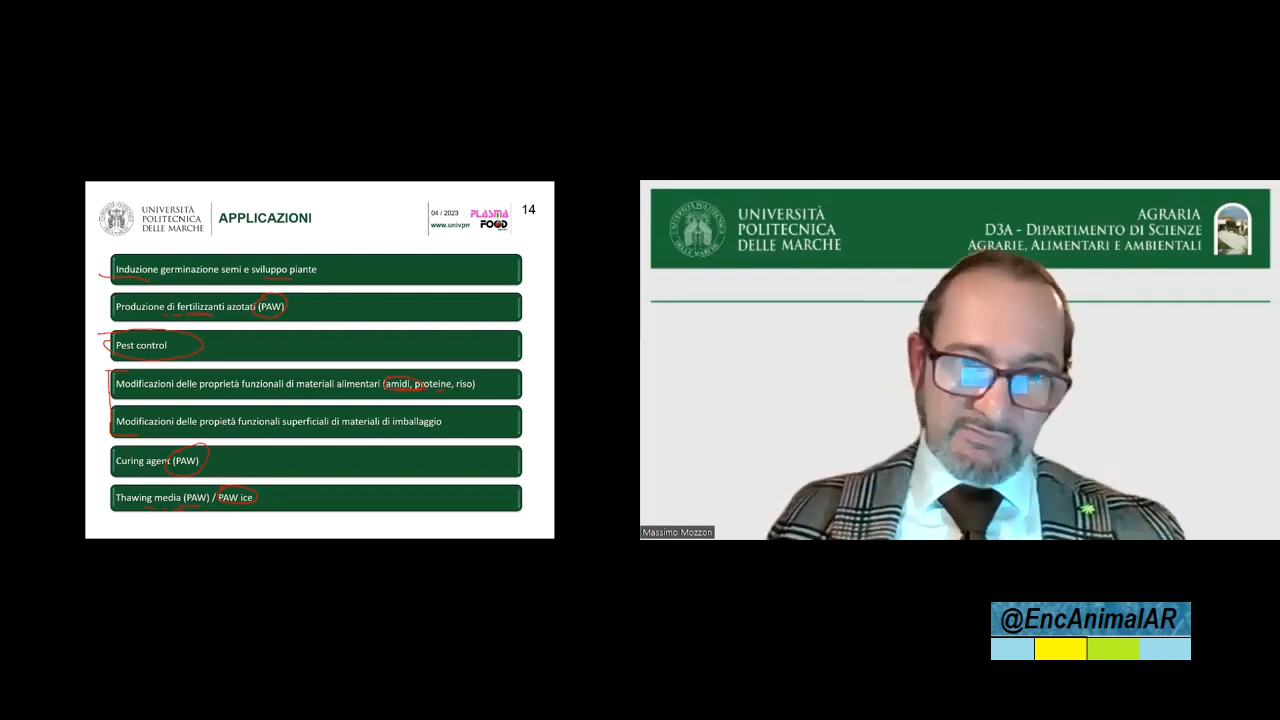 UNIVERSITÀ
POLITECNICA
DELLE MARCHE
APPLICAZIONI
04 / 2023
www.univpm
PLASMA
FOOD
14
Induzione germinazione semi e sviluppo piante
Produzione di fertilizzanti azotati (PAW)
Pest control
Modificazioni delle proprietà funzionali di materiali alimentari (amidi, proteine, riso)
Modificazioni delle propietà funzionali superficiali di materiali di imballaggio
Curing agent (PAW)
Thawing media (PAW) / PAW ice
UNIVERSITÀ
POLITECNICA
DELLE MARCHE
AGRARIA
D3A - DIPARTIMENTO DI SCIENZE
AGRARIE, ALIMENTARI E AMBIENTALI
Massimo Mozzon
@EncAnimalAR